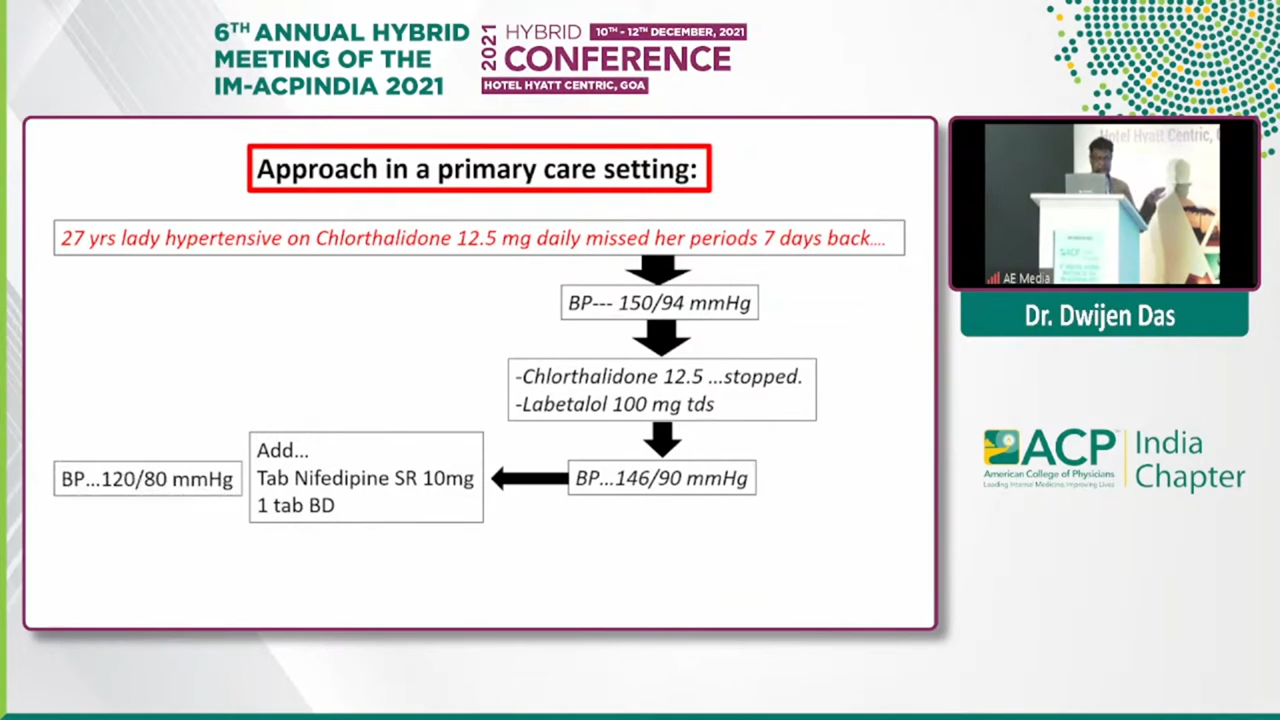 6TH ANNUAL HYBRID
MEETING OF THE
IM-ACPINDIA 2021
2021
HYBRID
10TH - 12TH DECEMBER, 2021
CONFERENCE
HOTEL HYATT CENTRIC, GOA
Approach in a primary care setting:
27 yrs lady hypertensive on Chlorthalidone 12.5 mg daily missed her periods 7 days back....
BP--- 150/94 mmHg
-Chlorthalidone 12.5 ...stopped.
-Labetalol 100 mg tds
BP...146/90 mmHg
Add...
Tab Nifedipine SR 10mg
1 tab BD
BP...120/80 mmHg
Hotel Hyatt Centric,
ACP
AE Media
Dr. Dwijen Das
ACP
American College of Physicians
Leading Internal Medicine, Improving Lives
India
Chapter